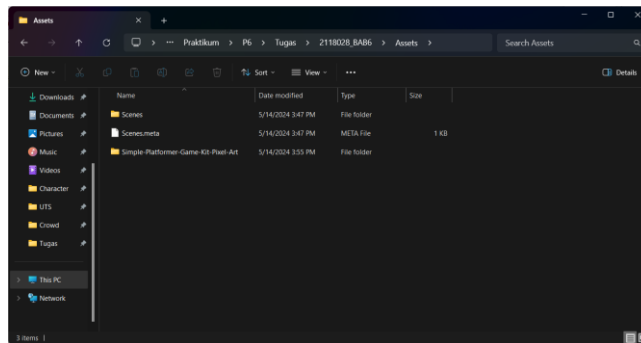 Assets
Praktikum > P6 > Tugas > 2118028_BAB6 > Assets >
Search Assets
New
Sort
View
Details
Name Date modified Type Size
Scenes 5/14/2024 3:47 PM File folder
Scenes.meta 5/14/2024 3:47 PM META File 1 KB
Simple-Platformer-Game-Kit-Pixel-Art 5/14/2024 3:55 PM File folder
Downloads
Documents
Pictures
Music
Videos
Character
UTS
Crowd
Tugas
This PC
Network
3 items